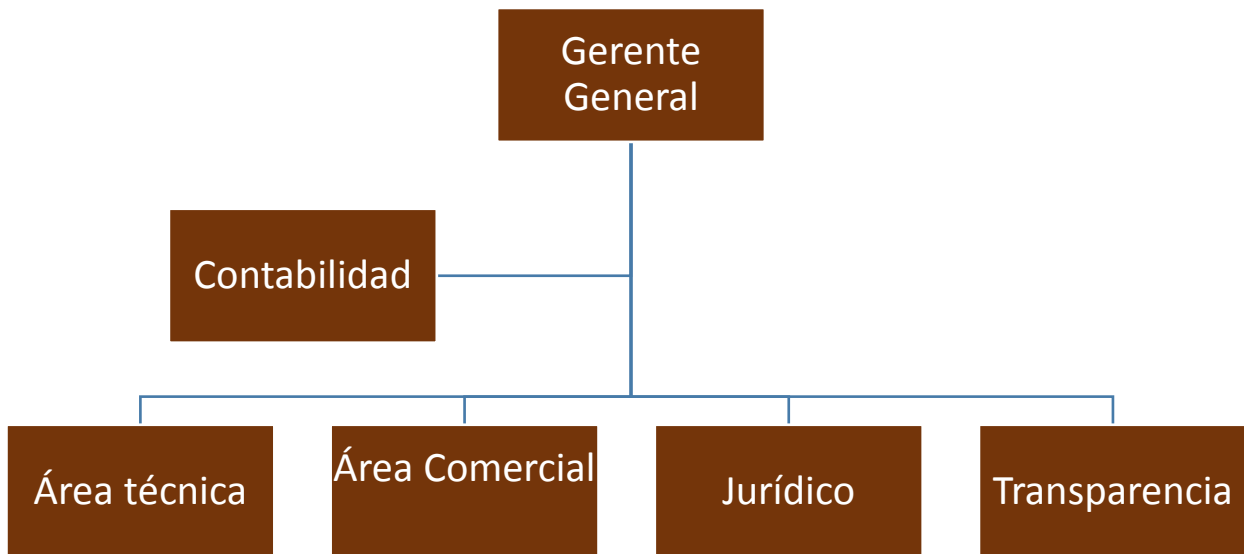 Gerente
General
Contabilidad
Área técnica
Área Comercial
Jurídico
Transparencia